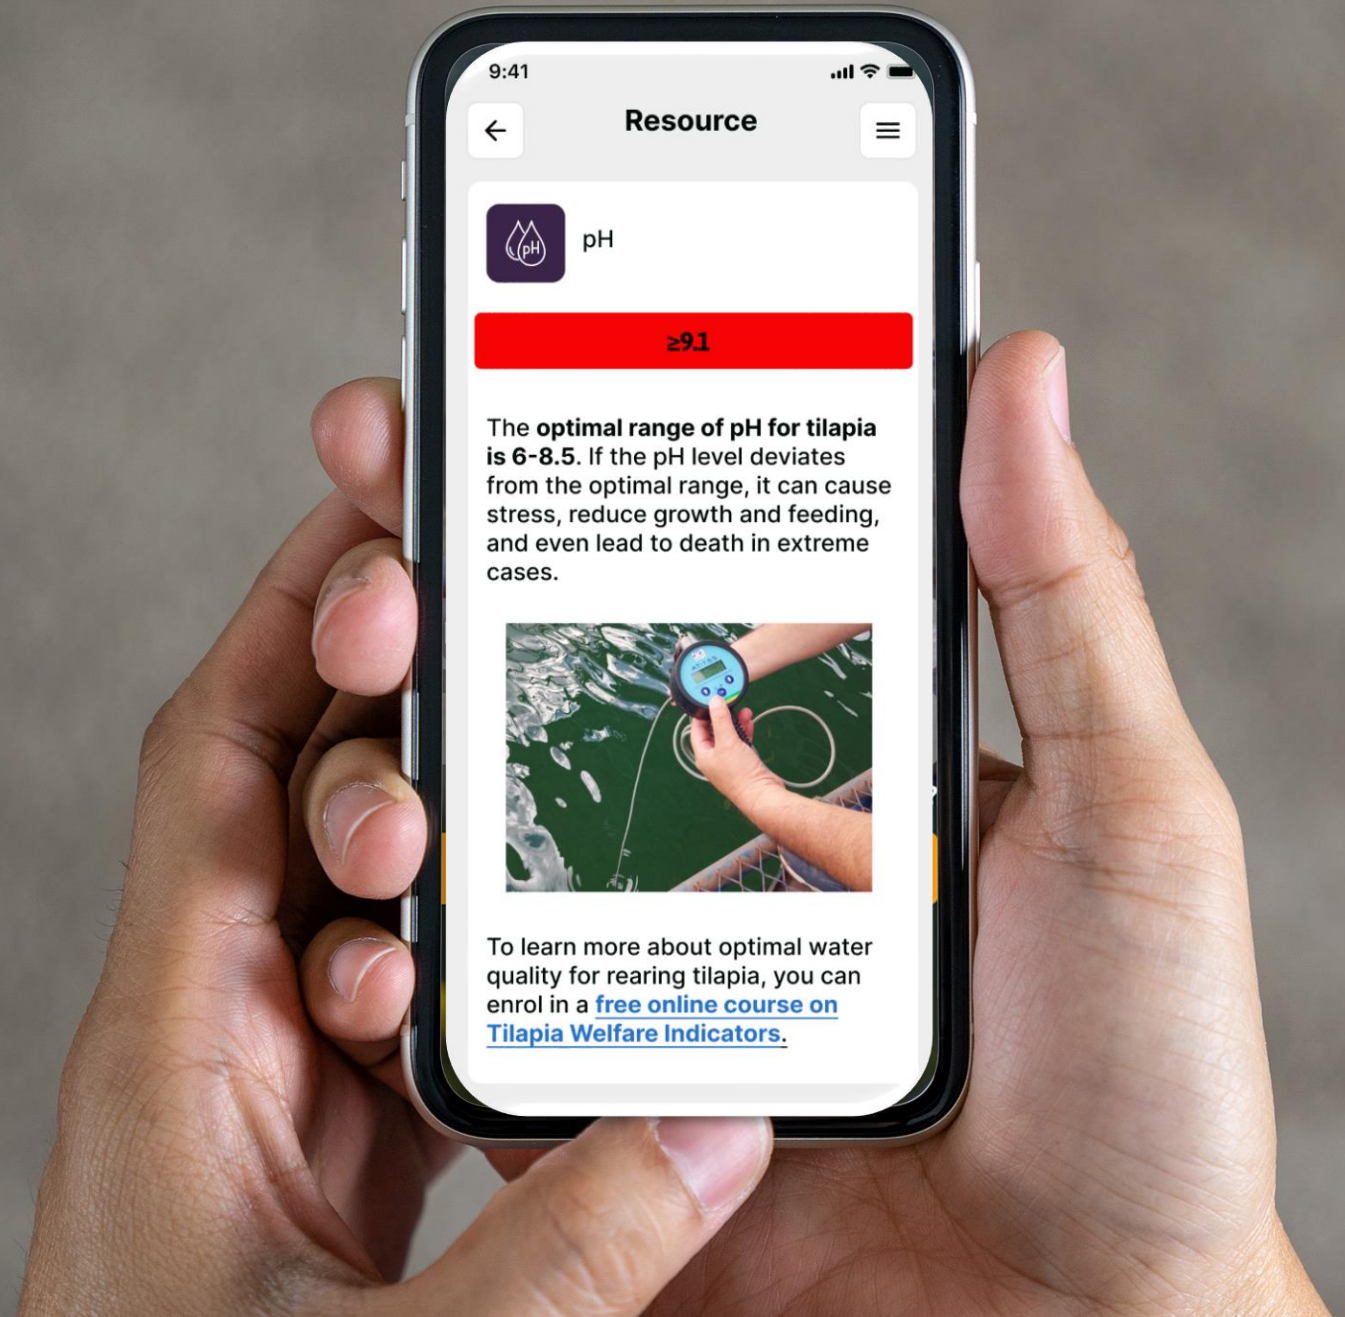 9:41
Resource
pH
pH
≥9.1
The optimal range of pH for tilapia
is 6-8.5. If the pH level deviates
from the optimal range, it can cause
stress, reduce growth and feeding,
and even lead to death in extreme
cases.
To learn more about optimal water
quality for rearing tilapia, you can
enrol in a free online course on
Tilapia Welfare Indicators.